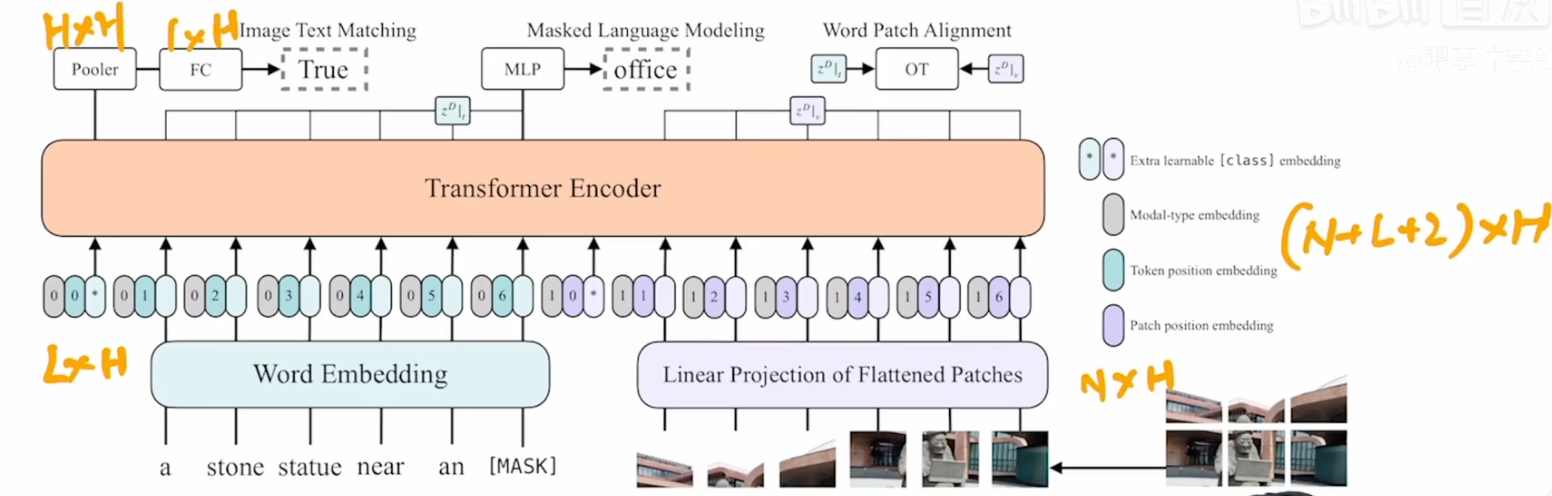 H×H
1×H
Image Text Matching
Masked Language Modeling
Word Patch Alignment
Pooler
FC
True
MLP
office
z^D|_t
OT
z^D|_v
z^D|_t
z^D|_v
Transformer Encoder
* * Extra learnable [class] embedding
Modal-type embedding
(N+L+2)×H
Token position embedding
Patch position embedding
0 0 * 0 1 0 2 0 3 0 4 0 5 0 6 1 0 * 1 1 1 2 1 3 1 4 1 5 1 6
L×H
Word Embedding
Linear Projection of Flattened Patches
N×H
a stone statue near an [MASK]